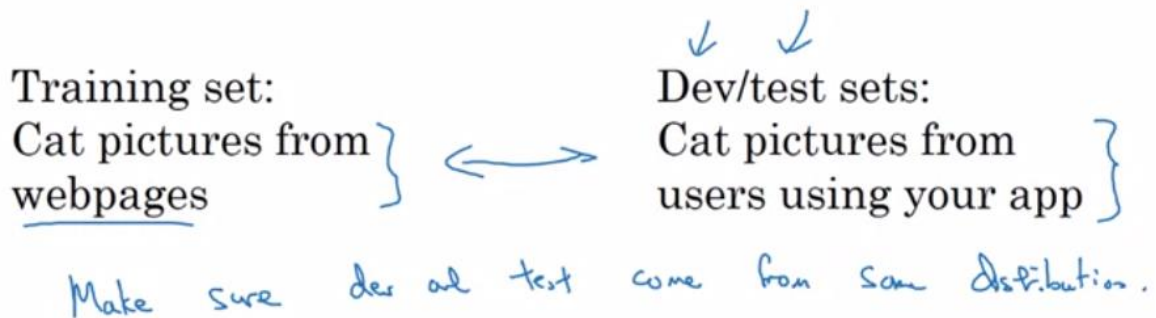 Training set:
Cat pictures from
webpages
Dev/test sets:
Cat pictures from
users using your app
Make sure dev and test come from same distribution.